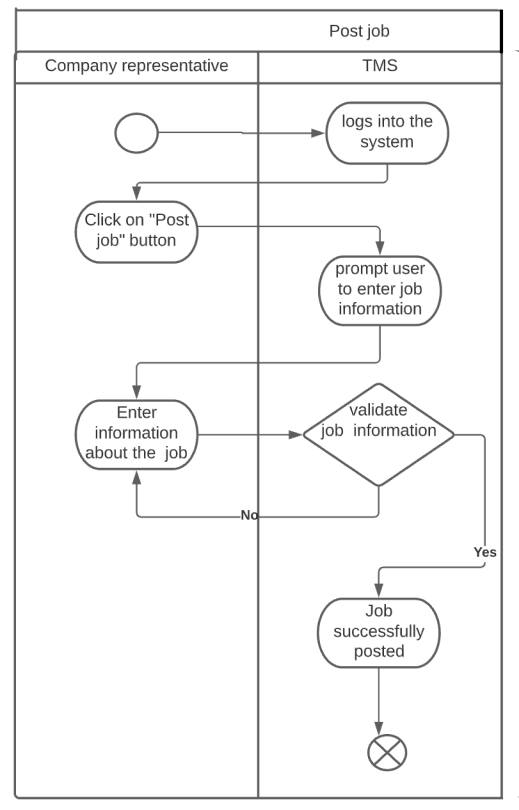 Post job
Company representative
TMS
logs into the
system
Click on "Post
job" button
prompt user
to enter job
information
Enter
information
about the job
validate
job information
No
Yes
Job
successfully
posted